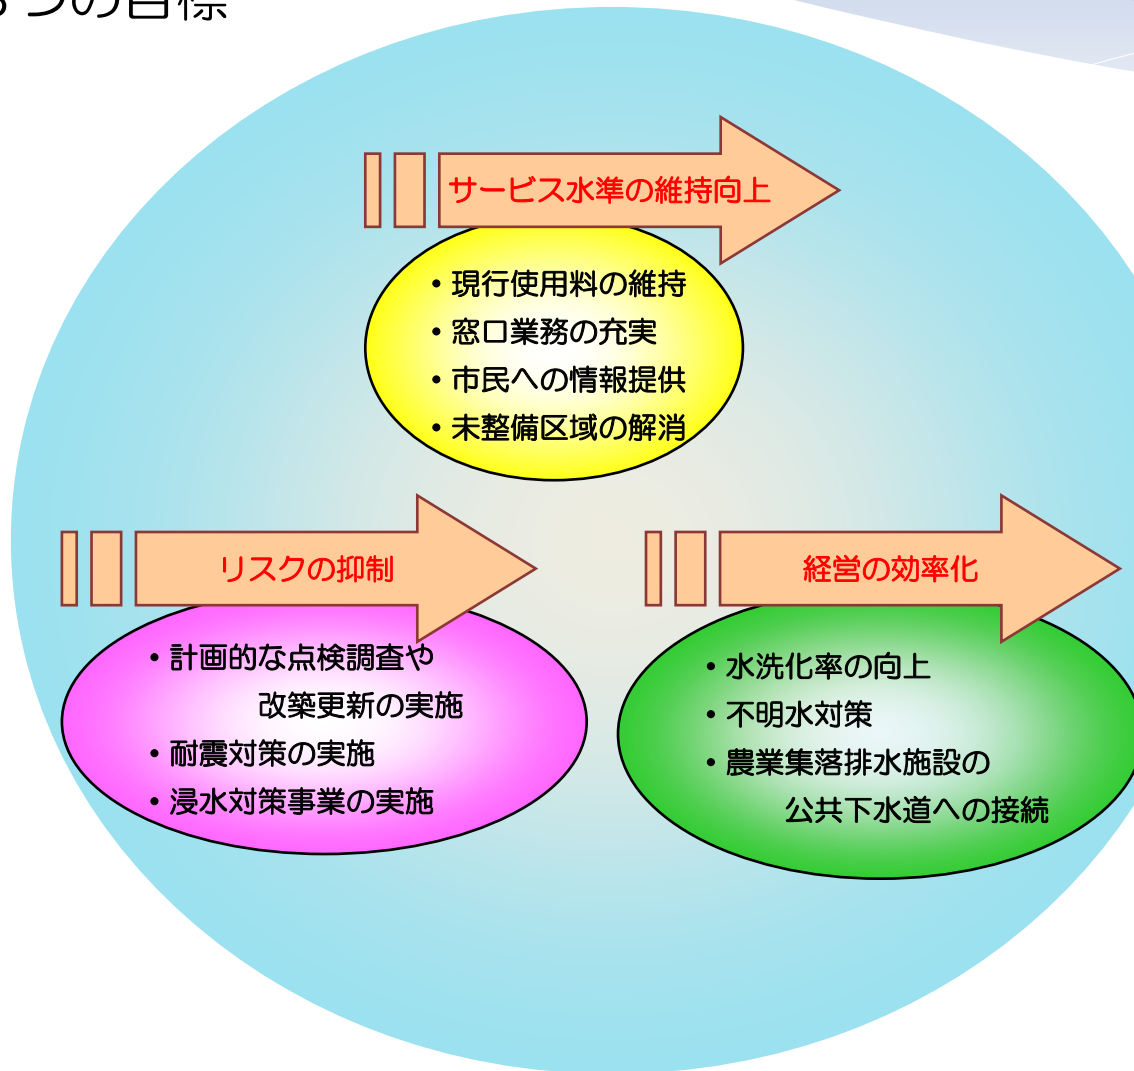 3つの目標
サービス水準の維持向上
・現行使用料の維持
・窓口業務の充実
・市民への情報提供
・未整備区域の解消
リスクの抑制
・計画的な点検調査や
改築更新の実施
・耐震対策の実施
・浸水対策事業の実施
経営の効率化
・水洗化率の向上
・不明水対策
・農業集落排水施設の
公共下水道への接続